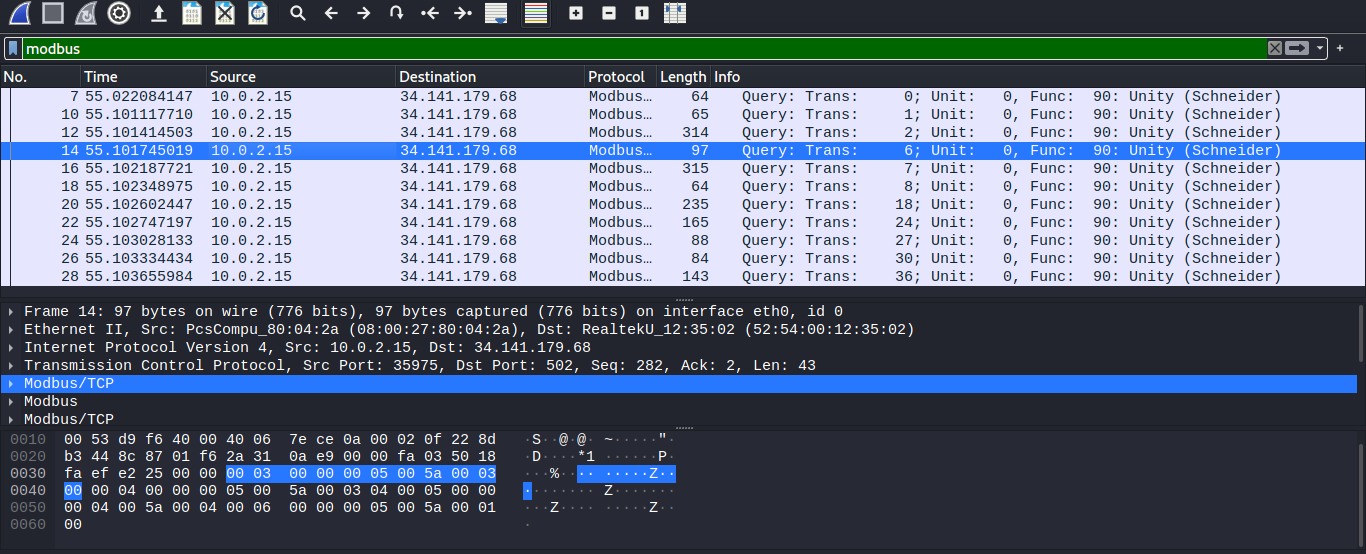 modbus
No. Time Source Destination Protocol Length Info
7 55.022084147 10.0.2.15 34.141.179.68 Modbus… 64 Query: Trans: 0; Unit: 0, Func: 90: Unity (Schneider)
10 55.101117710 10.0.2.15 34.141.179.68 Modbus… 65 Query: Trans: 1; Unit: 0, Func: 90: Unity (Schneider)
12 55.101414503 10.0.2.15 34.141.179.68 Modbus… 314 Query: Trans: 2; Unit: 0, Func: 90: Unity (Schneider)
14 55.101745019 10.0.2.15 34.141.179.68 Modbus… 97 Query: Trans: 6; Unit: 0, Func: 90: Unity (Schneider)
16 55.102187721 10.0.2.15 34.141.179.68 Modbus… 315 Query: Trans: 7; Unit: 0, Func: 90: Unity (Schneider)
18 55.102348975 10.0.2.15 34.141.179.68 Modbus… 64 Query: Trans: 8; Unit: 0, Func: 90: Unity (Schneider)
20 55.102602447 10.0.2.15 34.141.179.68 Modbus… 235 Query: Trans: 18; Unit: 0, Func: 90: Unity (Schneider)
22 55.102747197 10.0.2.15 34.141.179.68 Modbus… 165 Query: Trans: 24; Unit: 0, Func: 90: Unity (Schneider)
24 55.103028133 10.0.2.15 34.141.179.68 Modbus… 88 Query: Trans: 27; Unit: 0, Func: 90: Unity (Schneider)
26 55.103334434 10.0.2.15 34.141.179.68 Modbus… 84 Query: Trans: 30; Unit: 0, Func: 90: Unity (Schneider)
28 55.103655984 10.0.2.15 34.141.179.68 Modbus… 143 Query: Trans: 36; Unit: 0, Func: 90: Unity (Schneider)
Frame 14: 97 bytes on wire (776 bits), 97 bytes captured (776 bits) on interface eth0, id 0
Ethernet II, Src: PcsCompu_80:04:2a (08:00:27:80:04:2a), Dst: RealtekU_12:35:02 (52:54:00:12:35:02)
Internet Protocol Version 4, Src: 10.0.2.15, Dst: 34.141.179.68
Transmission Control Protocol, Src Port: 35975, Dst Port: 502, Seq: 282, Ack: 2, Len: 43
Modbus/TCP
Modbus
Modbus/TCP
0010 00 53 d9 f6 40 00 40 06 7e ce 0a 00 02 0f 22 8d ·S··@·@· ~·····"·
0020 b3 44 8c 87 01 f6 2a 31 0a e9 00 00 fa 03 50 18 ·D····*1 ······P·
0030 fa ef e2 25 00 00 00 03 00 00 00 05 00 5a 00 03 ···%···· ·····Z··
0040 00 00 04 00 00 00 05 00 5a 00 03 04 00 05 00 00 ········ Z·······
0050 00 04 00 5a 00 04 00 06 00 00 00 05 00 5a 00 01 ···Z···· ·····Z··
0060 00 ·